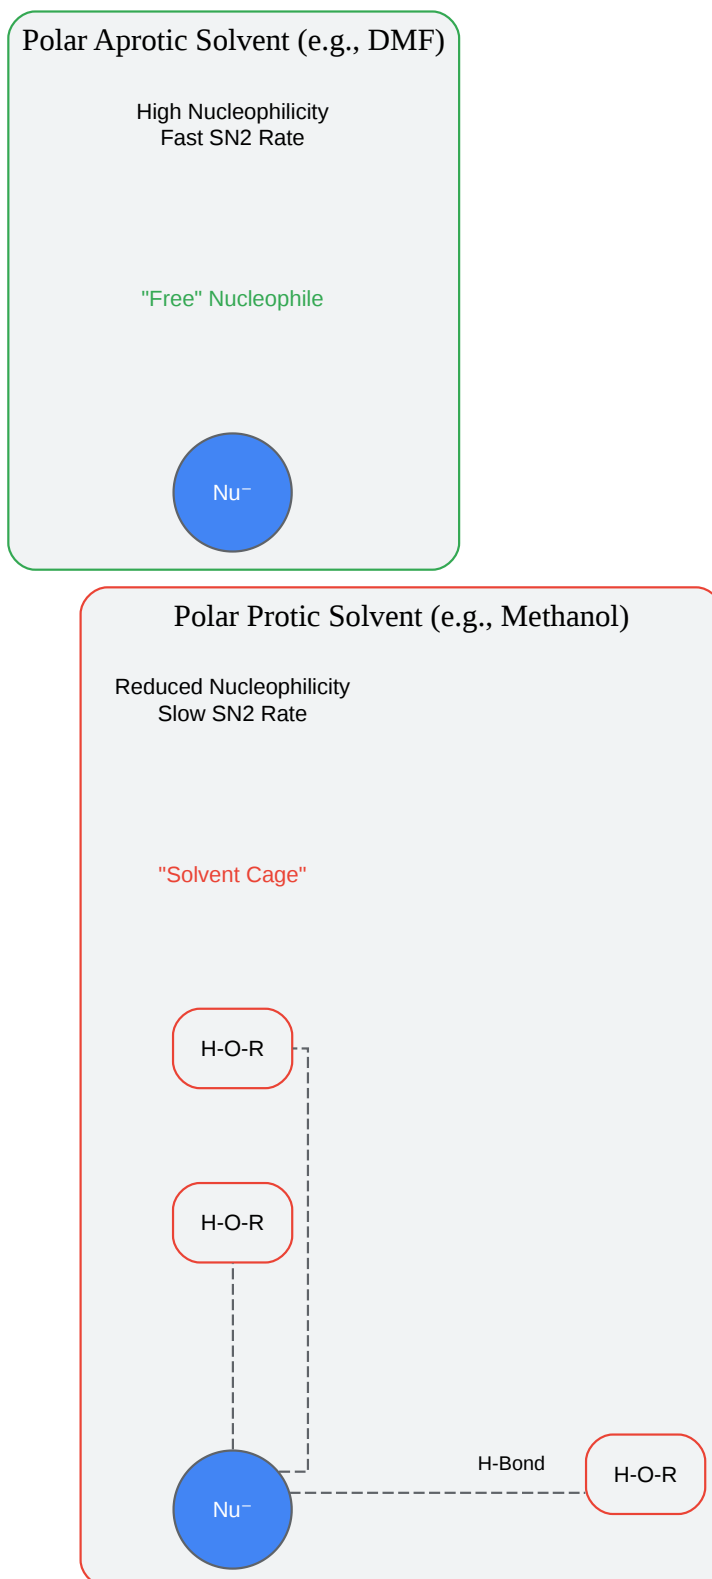 Polar Aprotic Solvent (e.g., DMF)
High Nucleophilicity
Fast SN2 Rate
"Free" Nucleophile
Nu⁻
Polar Protic Solvent (e.g., Methanol)
Reduced Nucleophilicity
Slow SN2 Rate
"Solvent Cage"
H-O-R
H-O-R
H-Bond
H-O-R
Nu⁻